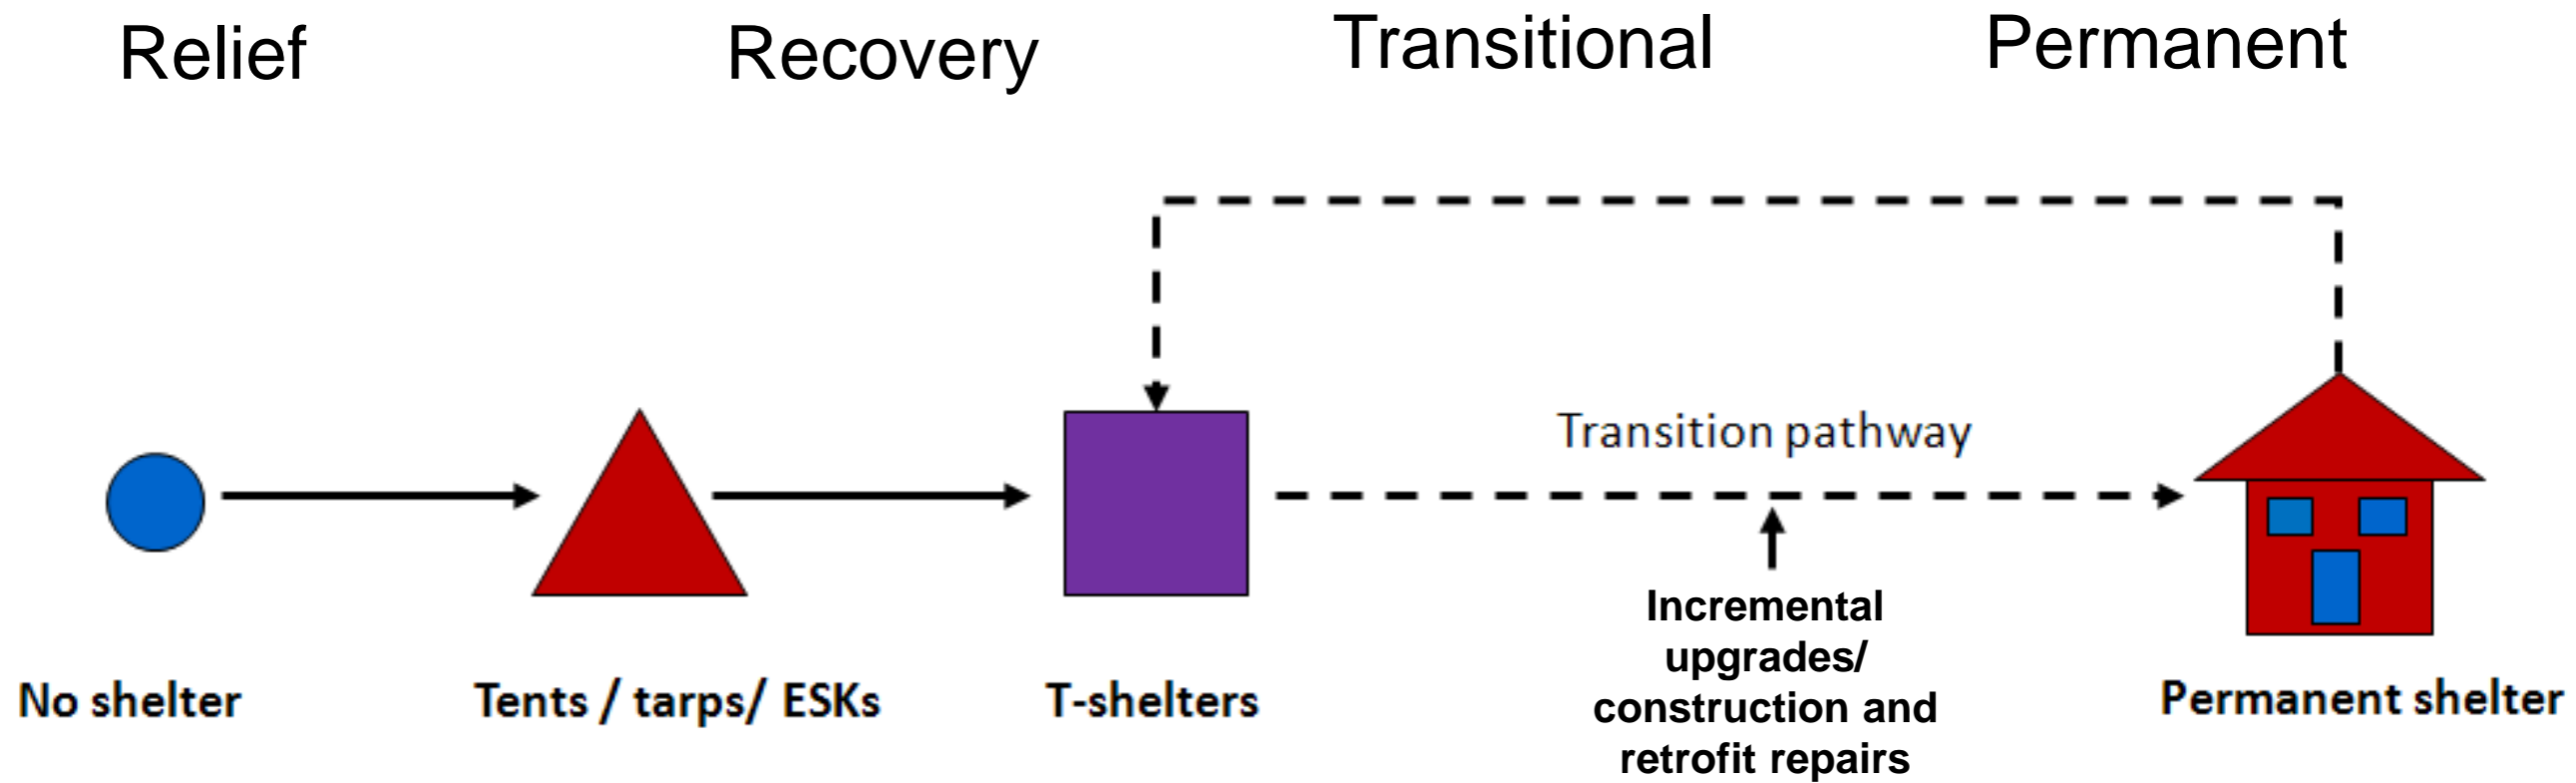 Relief
Recovery
Transitional
Permanent
Transition pathway
No shelter
Tents / tarps/ ESKs
T-shelters
Incremental
upgrades/
construction and
retrofit repairs
Permanent shelter